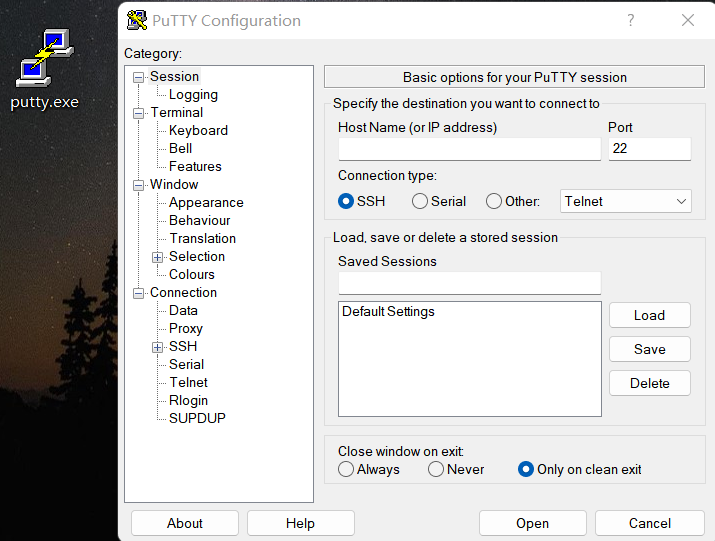 putty.exe
PuTTY Configuration
?
Category:
Session
Logging
Terminal
Keyboard
Bell
Features
Window
Appearance
Behaviour
Translation
Selection
Colours
Connection
Data
Proxy
SSH
Serial
Telnet
Rlogin
SUPDUP
Basic options for your PuTTY session
Specify the destination you want to connect to
Host Name (or IP address) Port
22
Connection type:
SSH Serial Other: Telnet
Load, save or delete a stored session
Saved Sessions
Default Settings
Load
Save
Delete
Close window on exit:
Always Never Only on clean exit
About Help Open Cancel